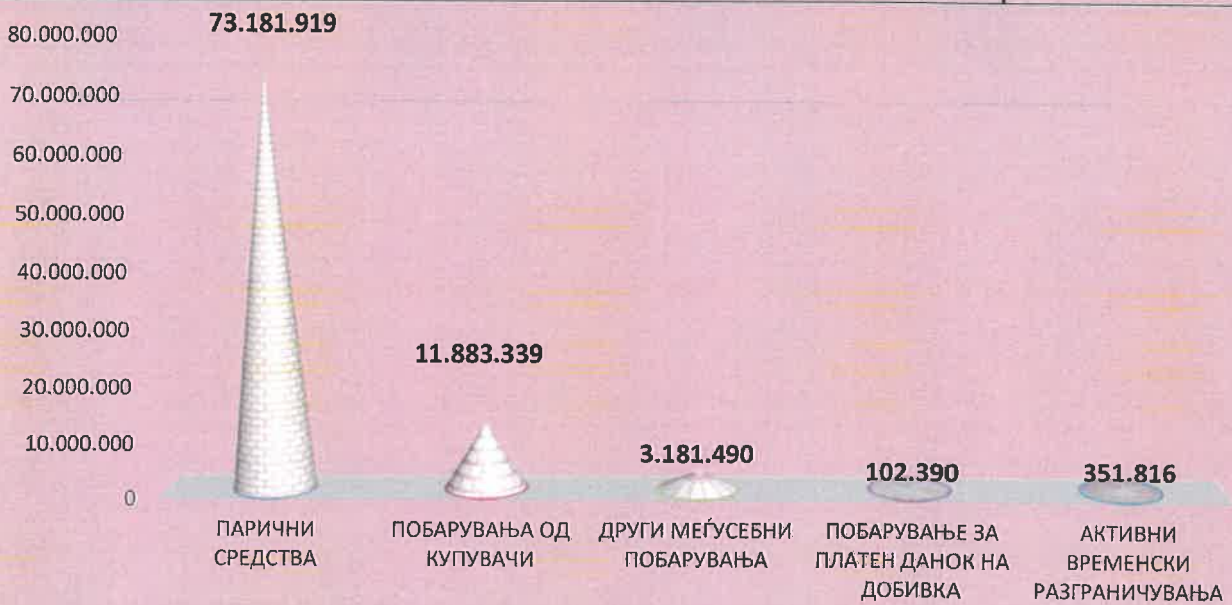 80.000.000
70.000.000
60.000.000
50.000.000
40.000.000
30.000.000
20.000.000
10.000.000
0
73.181.919
11.883.339
3.181.490
102.390
351.816
ПАРИЧНИ
СРЕДСТВА
ПОБАРУВАЊА ОД
КУПУВАЧИ
ДРУГИ МЕЃУСЕБНИ
ПОБАРУВАЊА
ПОБАРУВАЊЕ ЗА
ПЛАТЕН ДАНОК НА
ДОБИВКА
АКТИВНИ
ВРЕМЕНСКИ
РАЗГРАНИЧУВАЊА